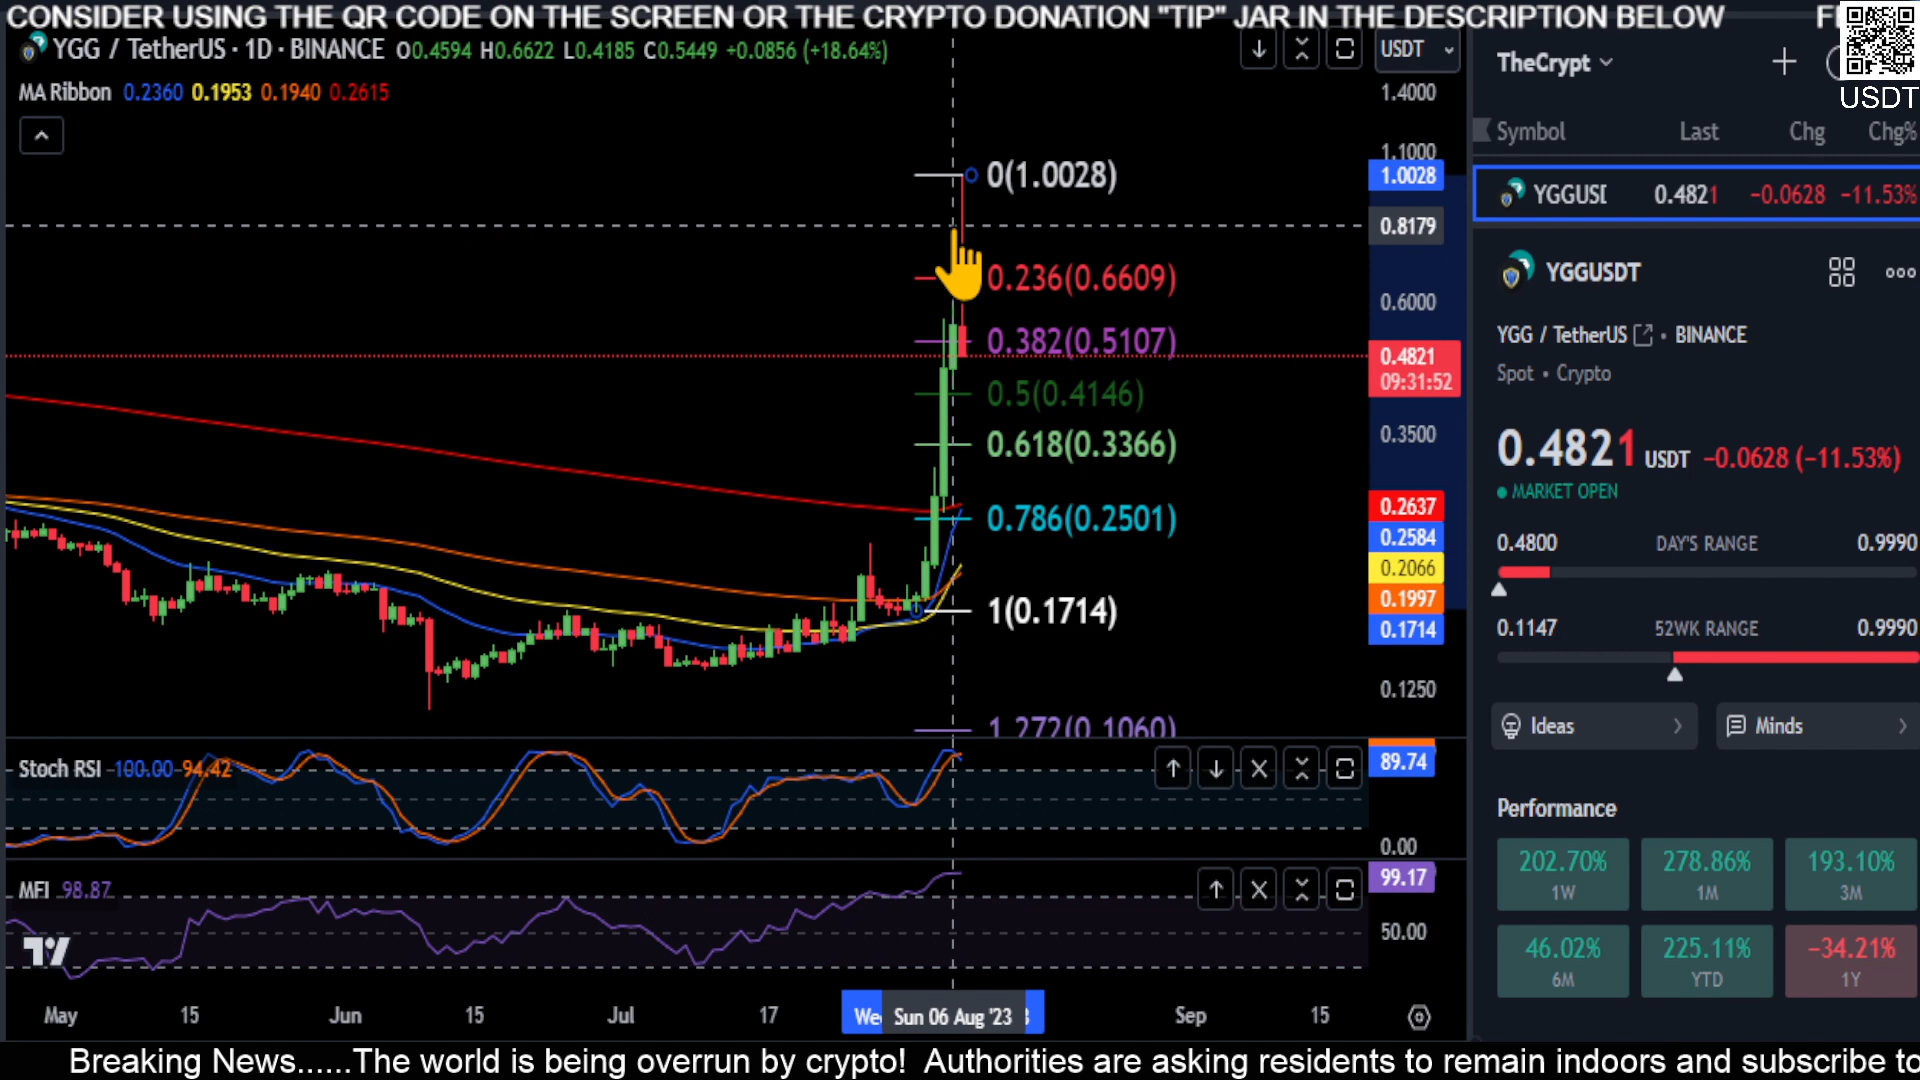 CONSIDER USING THE QR CODE ON THE SCREEN OR THE CRYPTO DONATION "TIP" JAR IN THE DESCRIPTION BELOW
YGG / TetherUS · 1D · BINANCE O0.4594 H0.6622 L0.4185 C0.5449 +0.0856 (+18.64%)
MA Ribbon 0.2360 0.1953 0.1940 0.2615
USDT
1.4000
1.1000
1.0028
0.8179
0.6000
0.4821
09:31:52
0.3500
0.2637
0.2584
0.2066
0.1997
0.1714
0.1250
0(1.0028)
0.236(0.6609)
0.382(0.5107)
0.5(0.4146)
0.618(0.3366)
0.786(0.2501)
1(0.1714)
1.272(0.1060)
Stoch RSI 100.00 94.42
89.74
0.00
MFI 98.87
99.17
50.00
May 15 Jun 15 Jul 17 Sun 06 Aug '23 Sep 15
TheCrypt
USDT
Symbol Last Chg Chg%
YGGUSD 0.4821 −0.0628 −11.53%
YGGUSDT
YGG / TetherUS · BINANCE
Spot • Crypto
0.4821 USDT −0.0628 (−11.53%)
MARKET OPEN
0.4800 DAY'S RANGE 0.9990
0.1147 52WK RANGE 0.9990
Ideas Minds
Performance
202.70% 278.86% 193.10%
1W 1M 3M
46.02% 225.11% −34.21%
6M YTD 1Y
Breaking News......The world is being overrun by crypto! Authorities are asking residents to remain indoors and subscribe to